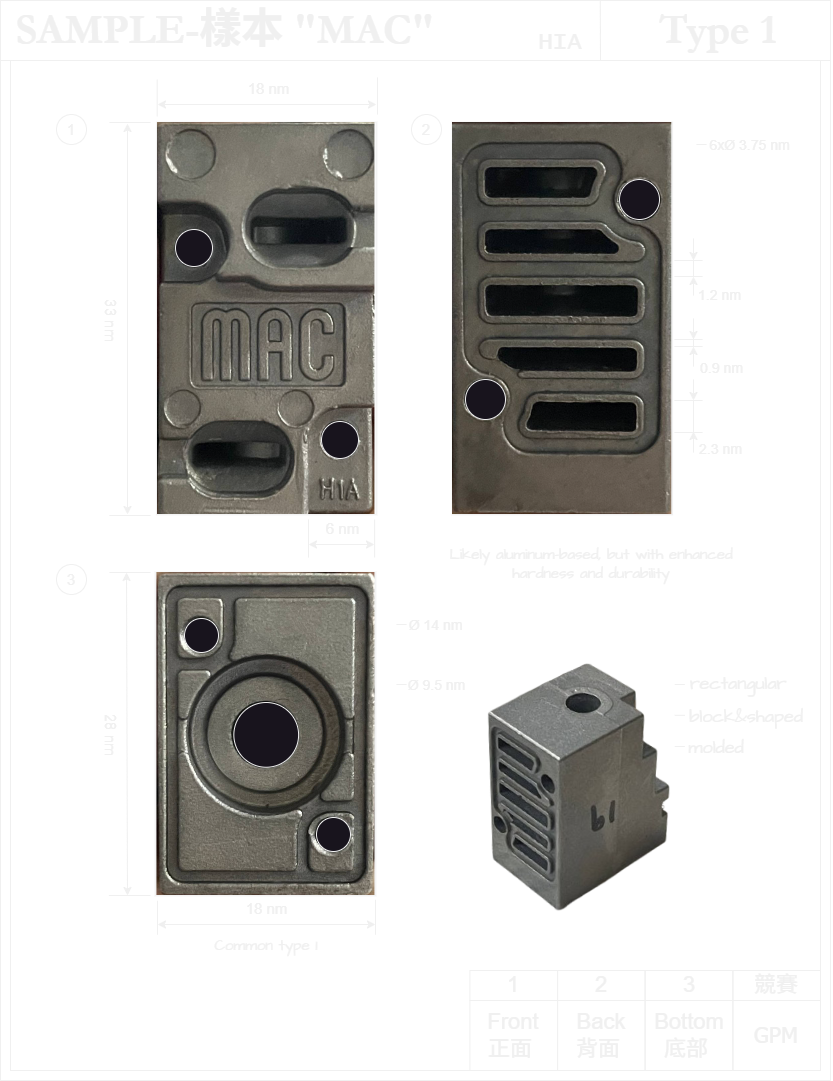 SAMPLE-樣本 "MAC"
HIA
Type 1
18 nm
1
2
6xØ 3.75 nm
33 nm
1.2 nm
MAC
0.9 nm
H1A
2.3 nm
6 nm
Likely aluminum-based, but with enhanced
hardness and durability
3
Ø 14 nm
Ø 9.5 nm
28 nm
rectangular
block&shaped
molded
18 nm
Common type 1
1 2 3 競賽
Front Back Bottom GPM
正面 背面 底部